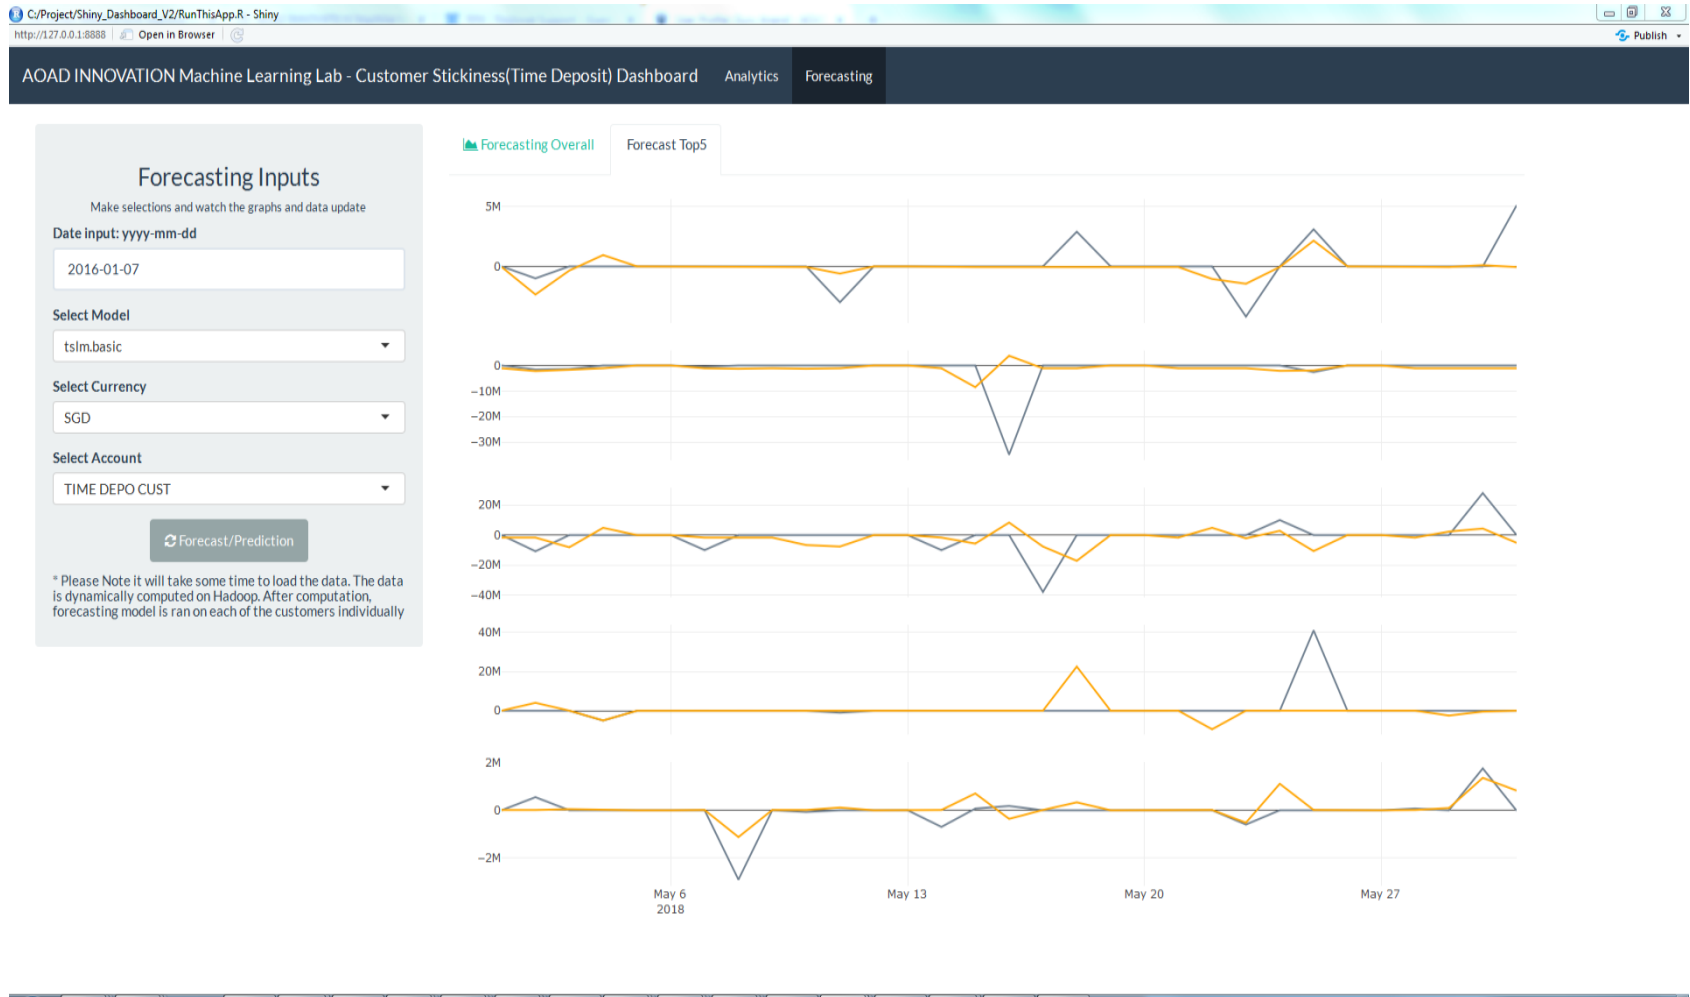 C:/Project/Shiny_Dashboard_V2/RunThisApp.R - Shiny
http://127.0.0.1:8888 Open in Browser Publish
AOAD INNOVATION Machine Learning Lab - Customer Stickiness(Time Deposit) Dashboard Analytics Forecasting
Forecasting Inputs
Make selections and watch the graphs and data update
Date input: yyyy-mm-dd
2016-01-07
Select Model
tslm.basic
Select Currency
SGD
Select Account
TIME DEPO CUST
Forecast/Prediction
* Please Note it will take some time to load the data. The data
is dynamically computed on Hadoop. After computation,
forecasting model is ran on each of the customers individually
Forecasting Overall Forecast Top5
5M
0
0
−10M
−20M
−30M
20M
0
−20M
−40M
40M
20M
0
2M
0
−2M
May 6 May 13 May 20 May 27
2018